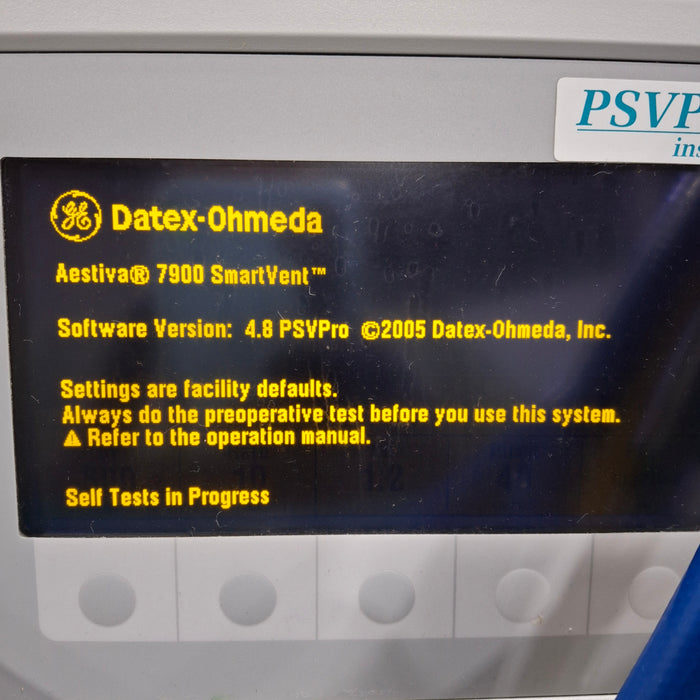 PSVP
ins
GE Datex-Ohmeda
Aestiva® 7900 SmartVent™
Software Version: 4.8 PSVPro ©2005 Datex-Ohmeda, Inc.
Settings are facility defaults.
Always do the preoperative test before you use this system.
⚠ Refer to the operation manual.
Self Tests in Progress